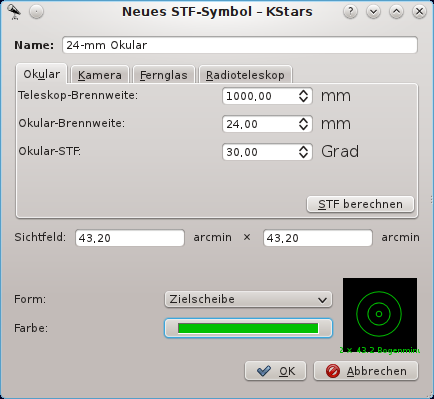 Neues STF-Symbol – KStars
Name: 24-mm Okular
Okular Kamera Fernglas Radioteleskop
Teleskop-Brennweite: 1000,00 mm
Okular-Brennweite: 24,00 mm
Okular-STF: 30,00 Grad
STF berechnen
Sichtfeld: 43,20 arcmin × 43,20 arcmin
Form: Zielscheibe
Farbe:
× 43,2 Bogenmin
OK Abbrechen